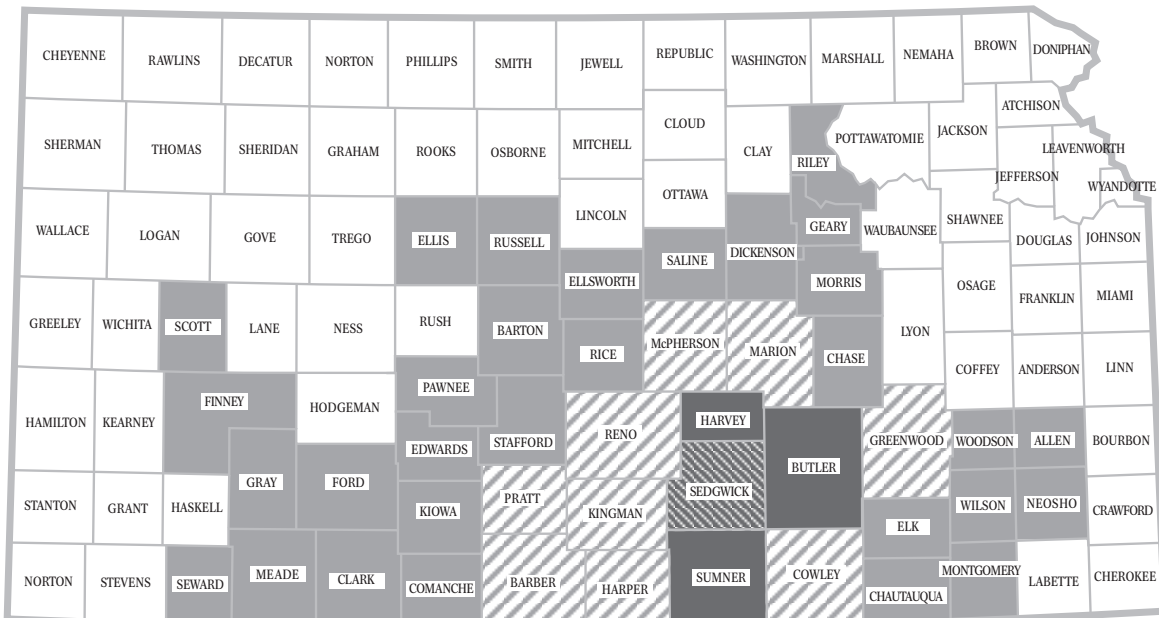 CHEYENNE
RAWLINS
DECATUR
NORTON
PHILLIPS
SMITH
JEWELL
REPUBLIC
WASHINGTON
MARSHALL
NEMAHA
BROWN
DONIPHAN
SHERMAN
THOMAS
SHERIDAN
GRAHAM
ROOKS
OSBORNE
MITCHELL
CLOUD
CLAY
RILEY
POTTAWATOMIE
JACKSON
ATCHISON
JEFFERSON
LEAVENWORTH
WYANDOTTE
WALLACE
LOGAN
GOVE
TREGO
ELLIS
RUSSELL
LINCOLN
OTTAWA
SALINE
DICKENSON
GEARY
WAUBAUNSEE
SHAWNEE
DOUGLAS
JOHNSON
GREELEY
WICHITA
SCOTT
LANE
NESS
RUSH
BARTON
ELLSWORTH
RICE
McPHERSON
MARION
MORRIS
CHASE
LYON
OSAGE
FRANKLIN
MIAMI
HAMILTON
KEARNEY
FINNEY
HODGEMAN
PAWNEE
EDWARDS
STAFFORD
RENO
HARVEY
BUTLER
GREENWOOD
COFFEY
ANDERSON
LINN
WOODSON
ALLEN
BOURBON
STANTON
GRANT
HASKELL
GRAY
FORD
KIOWA
PRATT
KINGMAN
SEDGWICK
ELK
WILSON
NEOSHO
CRAWFORD
NORTON
STEVENS
SEWARD
MEADE
CLARK
COMANCHE
BARBER
HARPER
SUMNER
COWLEY
CHAUTAUQUA
MONTGOMERY
LABETTE
CHEROKEE